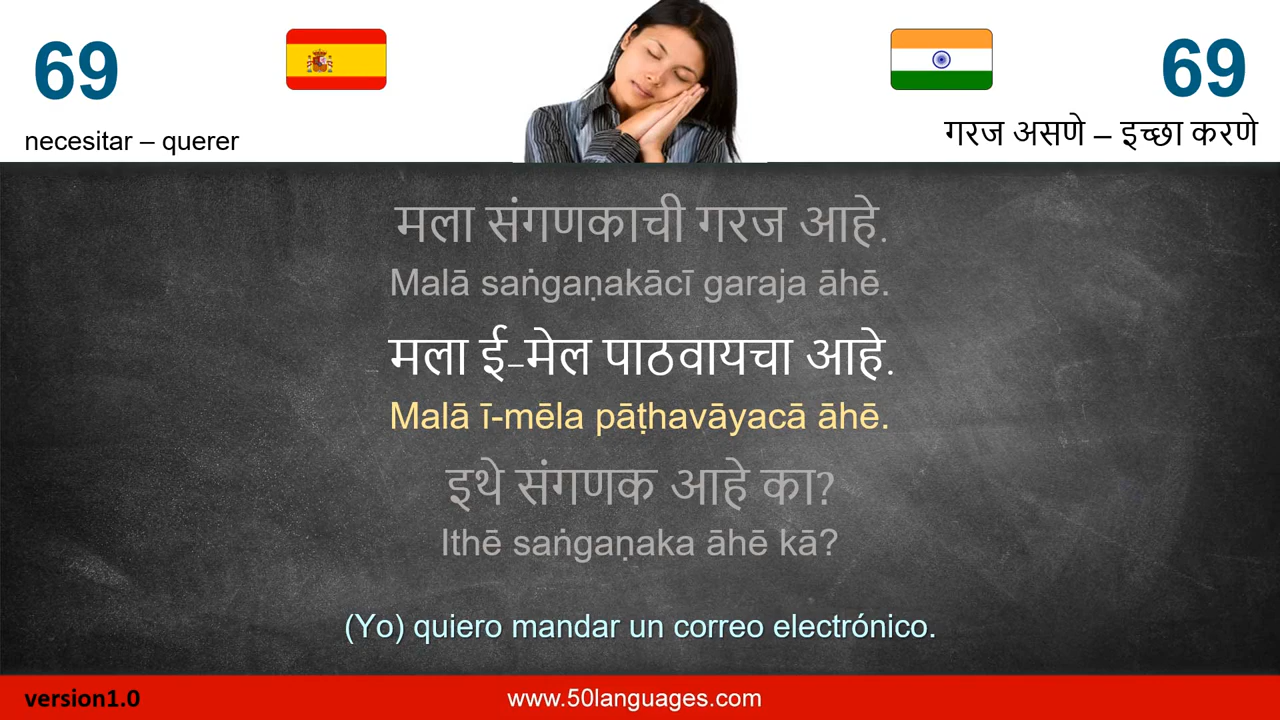 69
69
necesitar – querer
गरज असणे – इच्छा करणे
मला संगणकाची गरज आहे.
Malā saṅgaṇakācī garaja āhē.
मला ई–मेल पाठवायचा आहे.
Malā ī-mēla pāṭhavāyacā āhē.
इथे संगणक आहे का?
Ithē saṅgaṇaka āhē kā?
(Yo) quiero mandar un correo electrónico.
version1.0
www.50languages.com